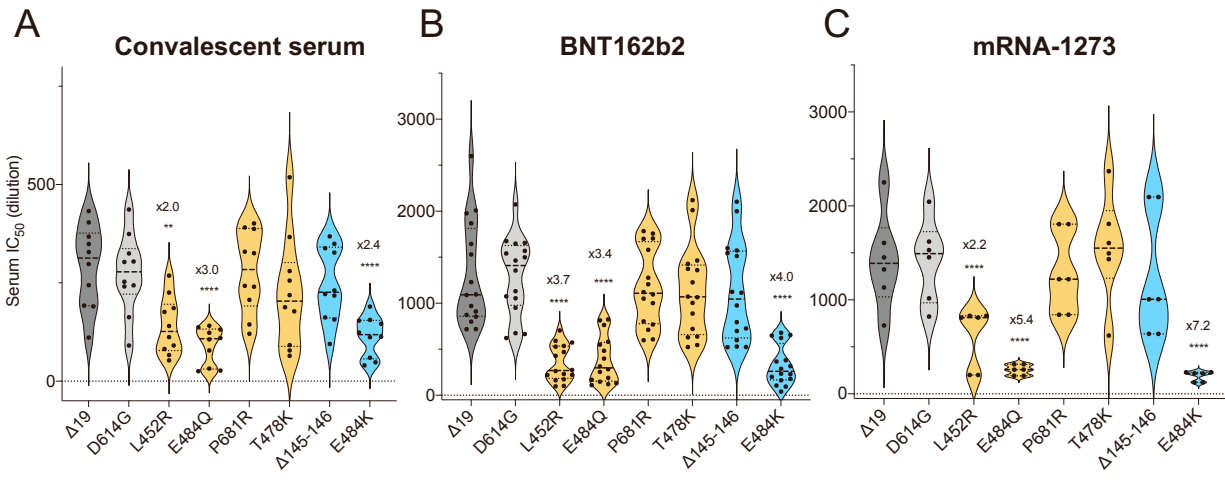 A
Convalescent serum
Serum IC50 (dilution)
500
0
x2.0
**
x3.0
****
x2.4
****
Δ19
D614G
L452R
E484Q
P681R
T478K
Δ145-146
E484K
B
BNT162b2
3000
2000
1000
0
x3.7
****
x3.4
****
x4.0
****
Δ19
D614G
L452R
E484Q
P681R
T478K
Δ145-146
E484K
C
mRNA-1273
3000
2000
1000
0
x2.2
****
x5.4
****
x7.2
****
Δ19
D614G
L452R
E484Q
P681R
T478K
Δ145-146
E484K